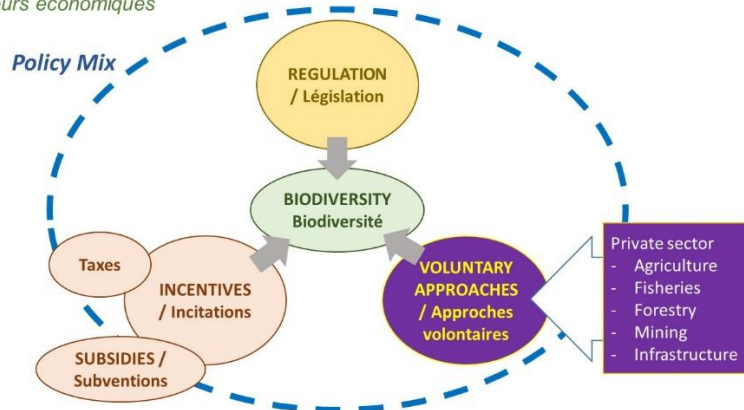 économiques
Policy Mix
REGULATION
/ Législation
BIODIVERSITY
Biodiversité
Taxes
INCENTIVES
/ Incitations
SUBSIDIES /
Subventions
VOLUNTARY
APPROACHES
/ Approches
volontaires
Private sector
- Agriculture
- Fisheries
- Forestry
- Mining
- Infrastructure